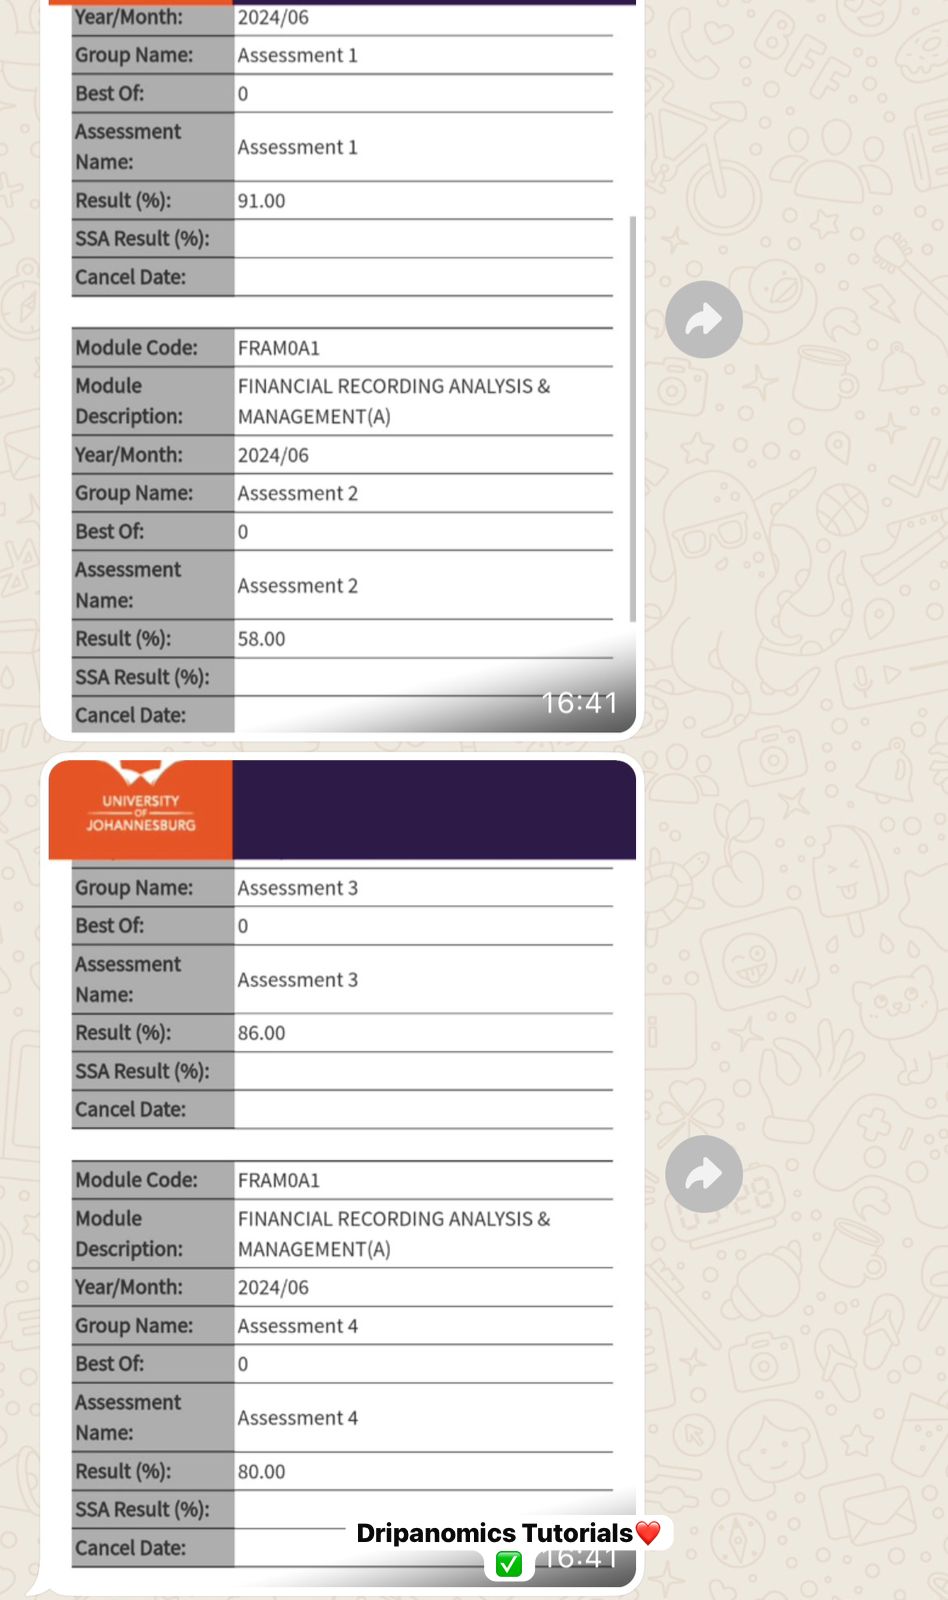 Year/Month: 2024/06
Group Name: Assessment 1
Best Of: 0
Assessment
Name: Assessment 1
Result (%): 91.00
SSA Result (%):
Cancel Date:
Module Code: FRAM0A1
Module FINANCIAL RECORDING ANALYSIS &
Description: MANAGEMENT(A)
Year/Month: 2024/06
Group Name: Assessment 2
Best Of: 0
Assessment
Name: Assessment 2
Result (%): 58.00
SSA Result (%):
Cancel Date:
16:41
UNIVERSITY
OF
JOHANNESBURG
Group Name: Assessment 3
Best Of: 0
Assessment
Name: Assessment 3
Result (%): 86.00
SSA Result (%):
Cancel Date:
Module Code: FRAM0A1
Module FINANCIAL RECORDING ANALYSIS &
Description: MANAGEMENT(A)
Year/Month: 2024/06
Group Name: Assessment 4
Best Of: 0
Assessment
Name: Assessment 4
Result (%): 80.00
SSA Result (%):
Cancel Date:
Dripanomics Tutorials❤️
✅ 16:41